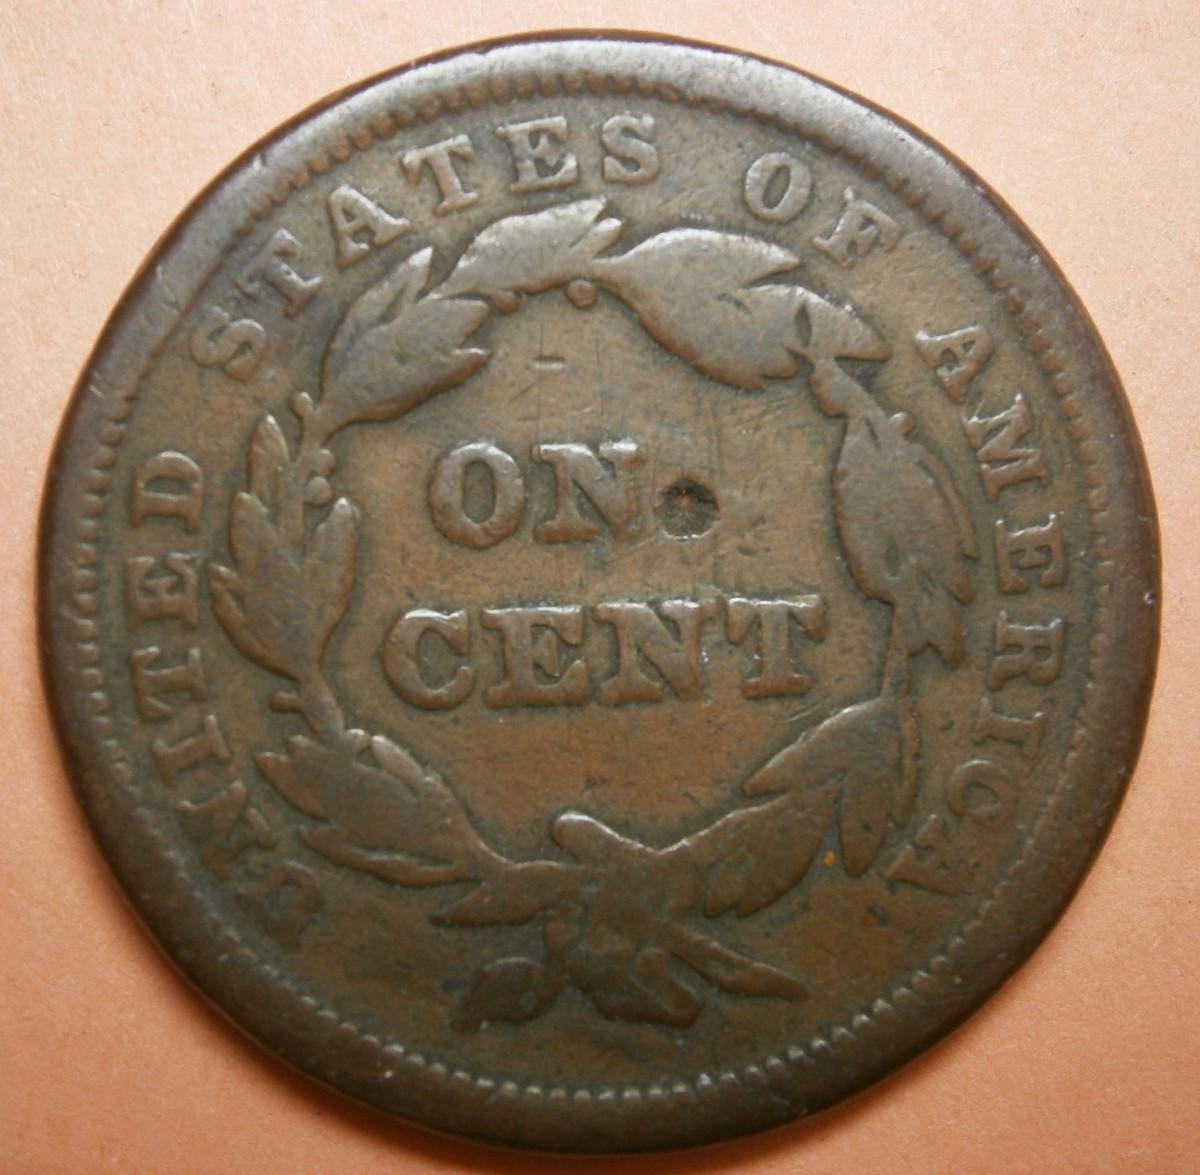 UNITED STATES OF AMERICA
ON
CENT